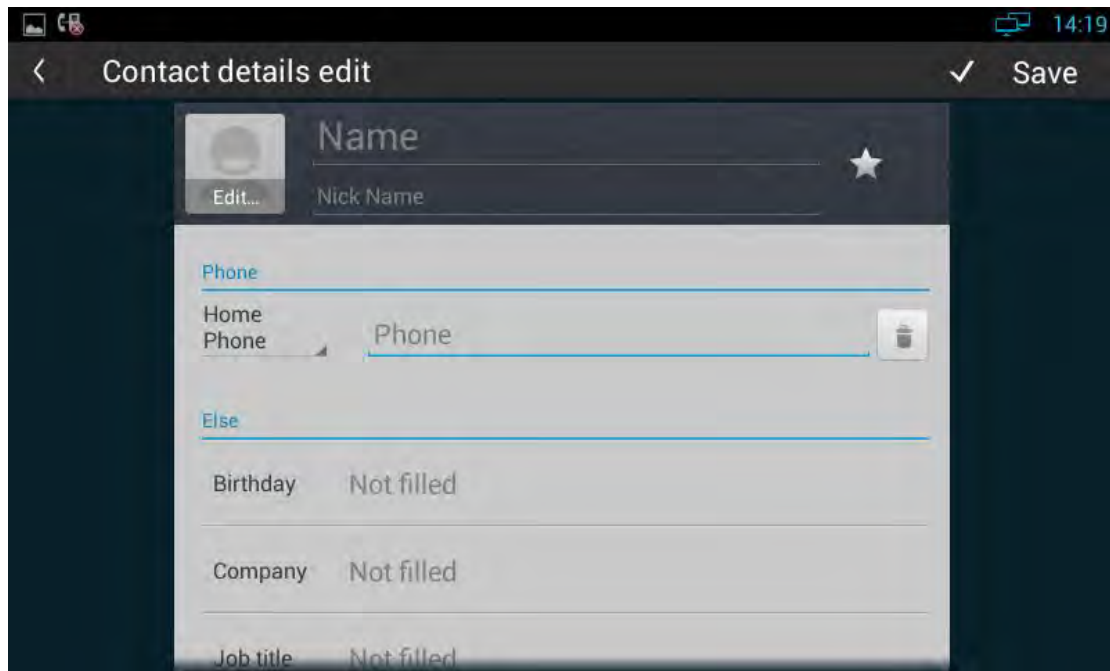 14:19
Contact details edit
Save
Name
Edit...
Nick Name
Phone
Home
Phone
Phone
Else
Birthday
Not filled
Company
Not filled
Job title
Not filled